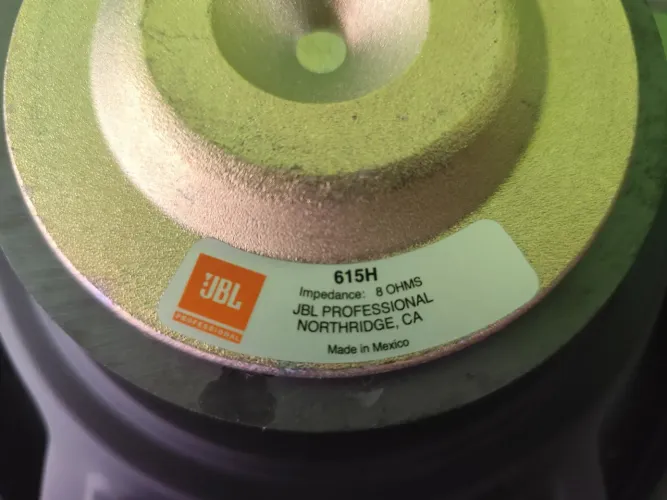 JBL
PROFESSIONAL
615H
Impedance: 8 OHMS
JBL PROFESSIONAL
NORTHRIDGE, CA
Made in Mexico